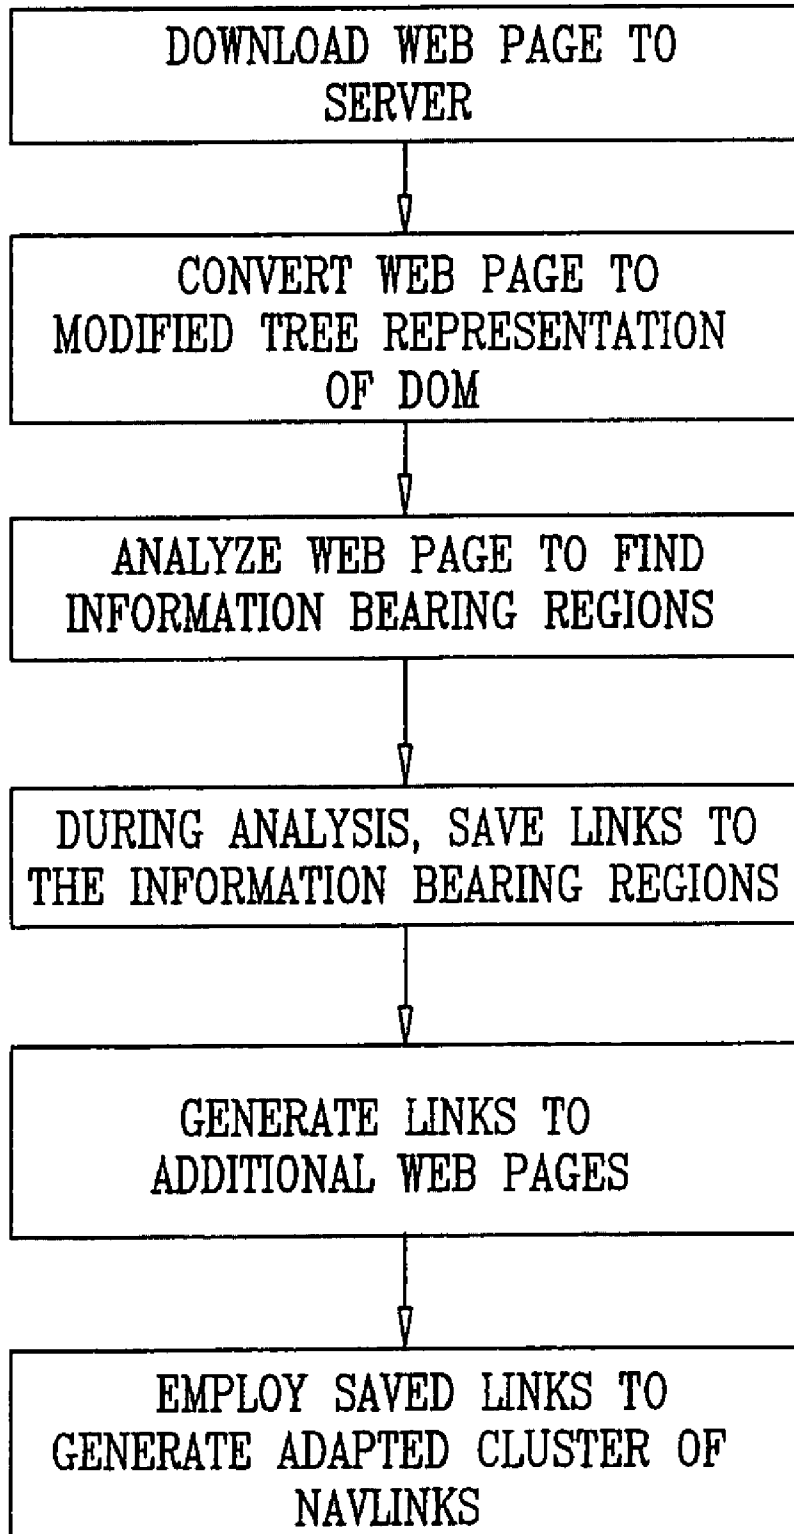 DOWNLOAD WEB PAGE TO
SERVER
CONVERT WEB PAGE TO
MODIFIED TREE REPRESENTATION
OF DOM
ANALYZE WEB PAGE TO FIND
INFORMATION BEARING REGIONS
DURING ANALYSIS, SAVE LINKS TO
THE INFORMATION BEARING REGIONS
GENERATE LINKS TO
ADDITIONAL WEB PAGES
EMPLOY SAVED LINKS TO
GENERATE ADAPTED CLUSTER OF
NAVLINKS